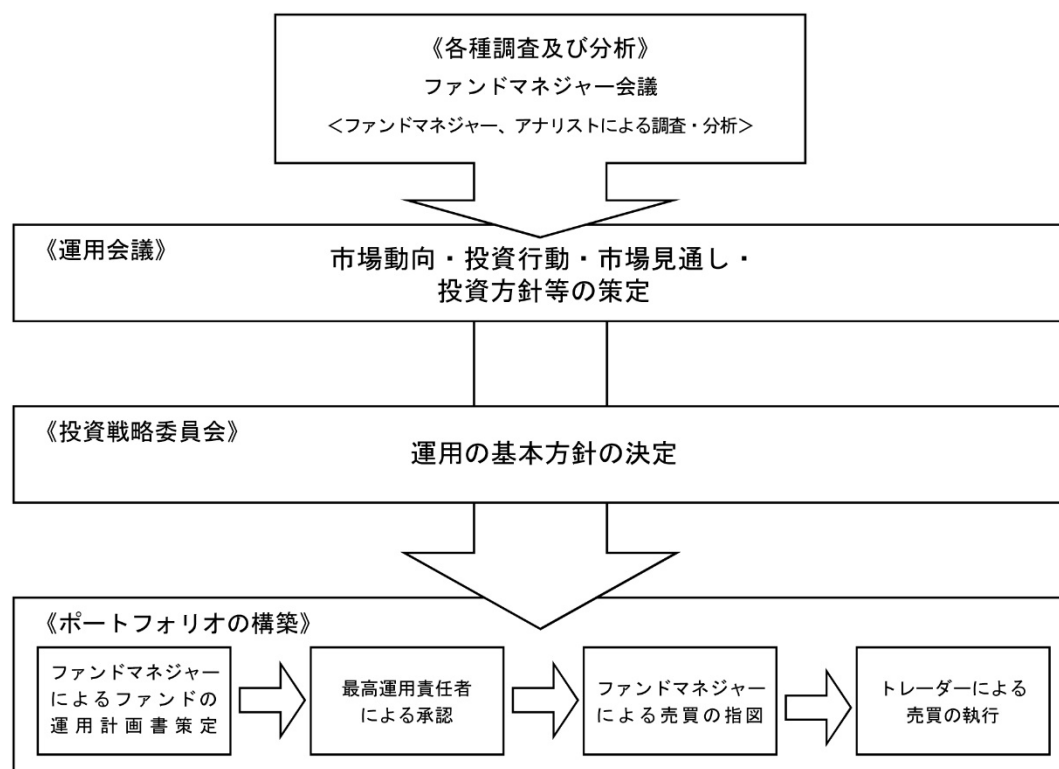 《各種調査及び分析》
ファンドマネジャー会議
＜ファンドマネジャー、アナリストによる調査・分析＞
《運用会議》
市場動向・投資行動・市場見通し・
投資方針等の策定
《投資戦略委員会》
運用の基本方針の決定
《ポートフォリオの構築》
ファンドマネジャー
によるファンドの
運用計画書策定
最高運用責任者
による承認
ファンドマネジャー
による売買の指図
トレーダーによる
売買の執行